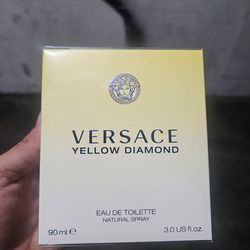 VERSACE
YELLOW DIAMOND
EAU DE TOILETTE
NATURAL SPRAY
90 ml e 3.0 US fl.oz.